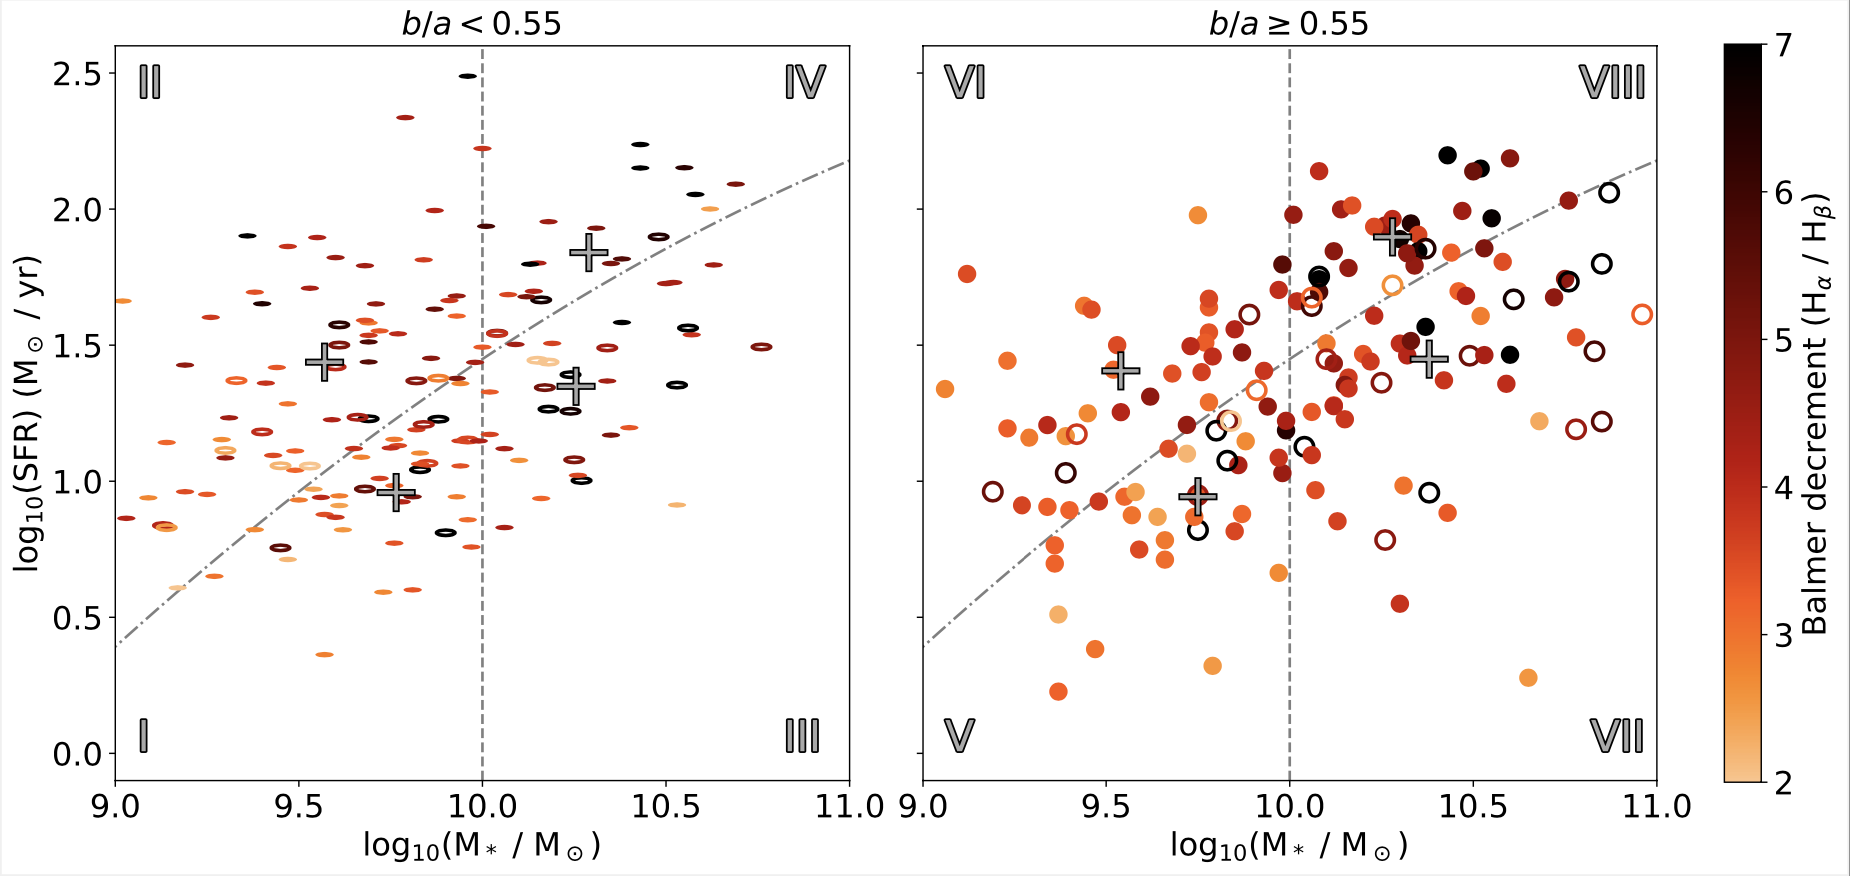 b/a < 0.55
b/a ≥ 0.55
II
IV
VI
VIII
I
III
V
VII
2.5
2.0
1.5
1.0
0.5
0.0
log₁₀(SFR) (M⊙ / yr)
9.0
9.5
10.0
10.5
11.0
9.0
9.5
10.0
10.5
11.0
log₁₀(M* / M⊙)
log₁₀(M* / M⊙)
7
6
5
4
3
2
Balmer decrement (Hα / Hβ)